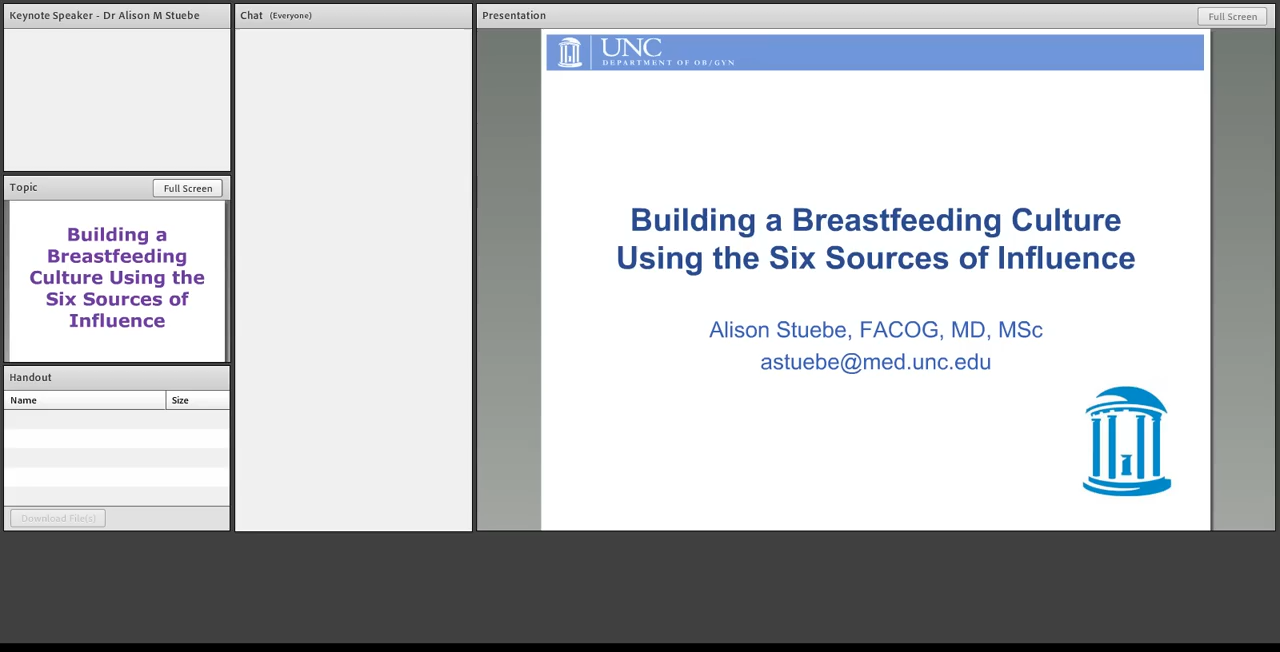 Keynote Speaker - Dr Alison M Stuebe
Topic
Full Screen
Building a
Breastfeeding
Culture Using the
Six Sources of
Influence
Handout
Name
Size
Download File(s)
Chat (Everyone)
Presentation
Full Screen
UNC
DEPARTMENT OF OB/GYN
Building a Breastfeeding Culture
Using the Six Sources of Influence
Alison Stuebe, FACOG, MD, MSc
astuebe@med.unc.edu